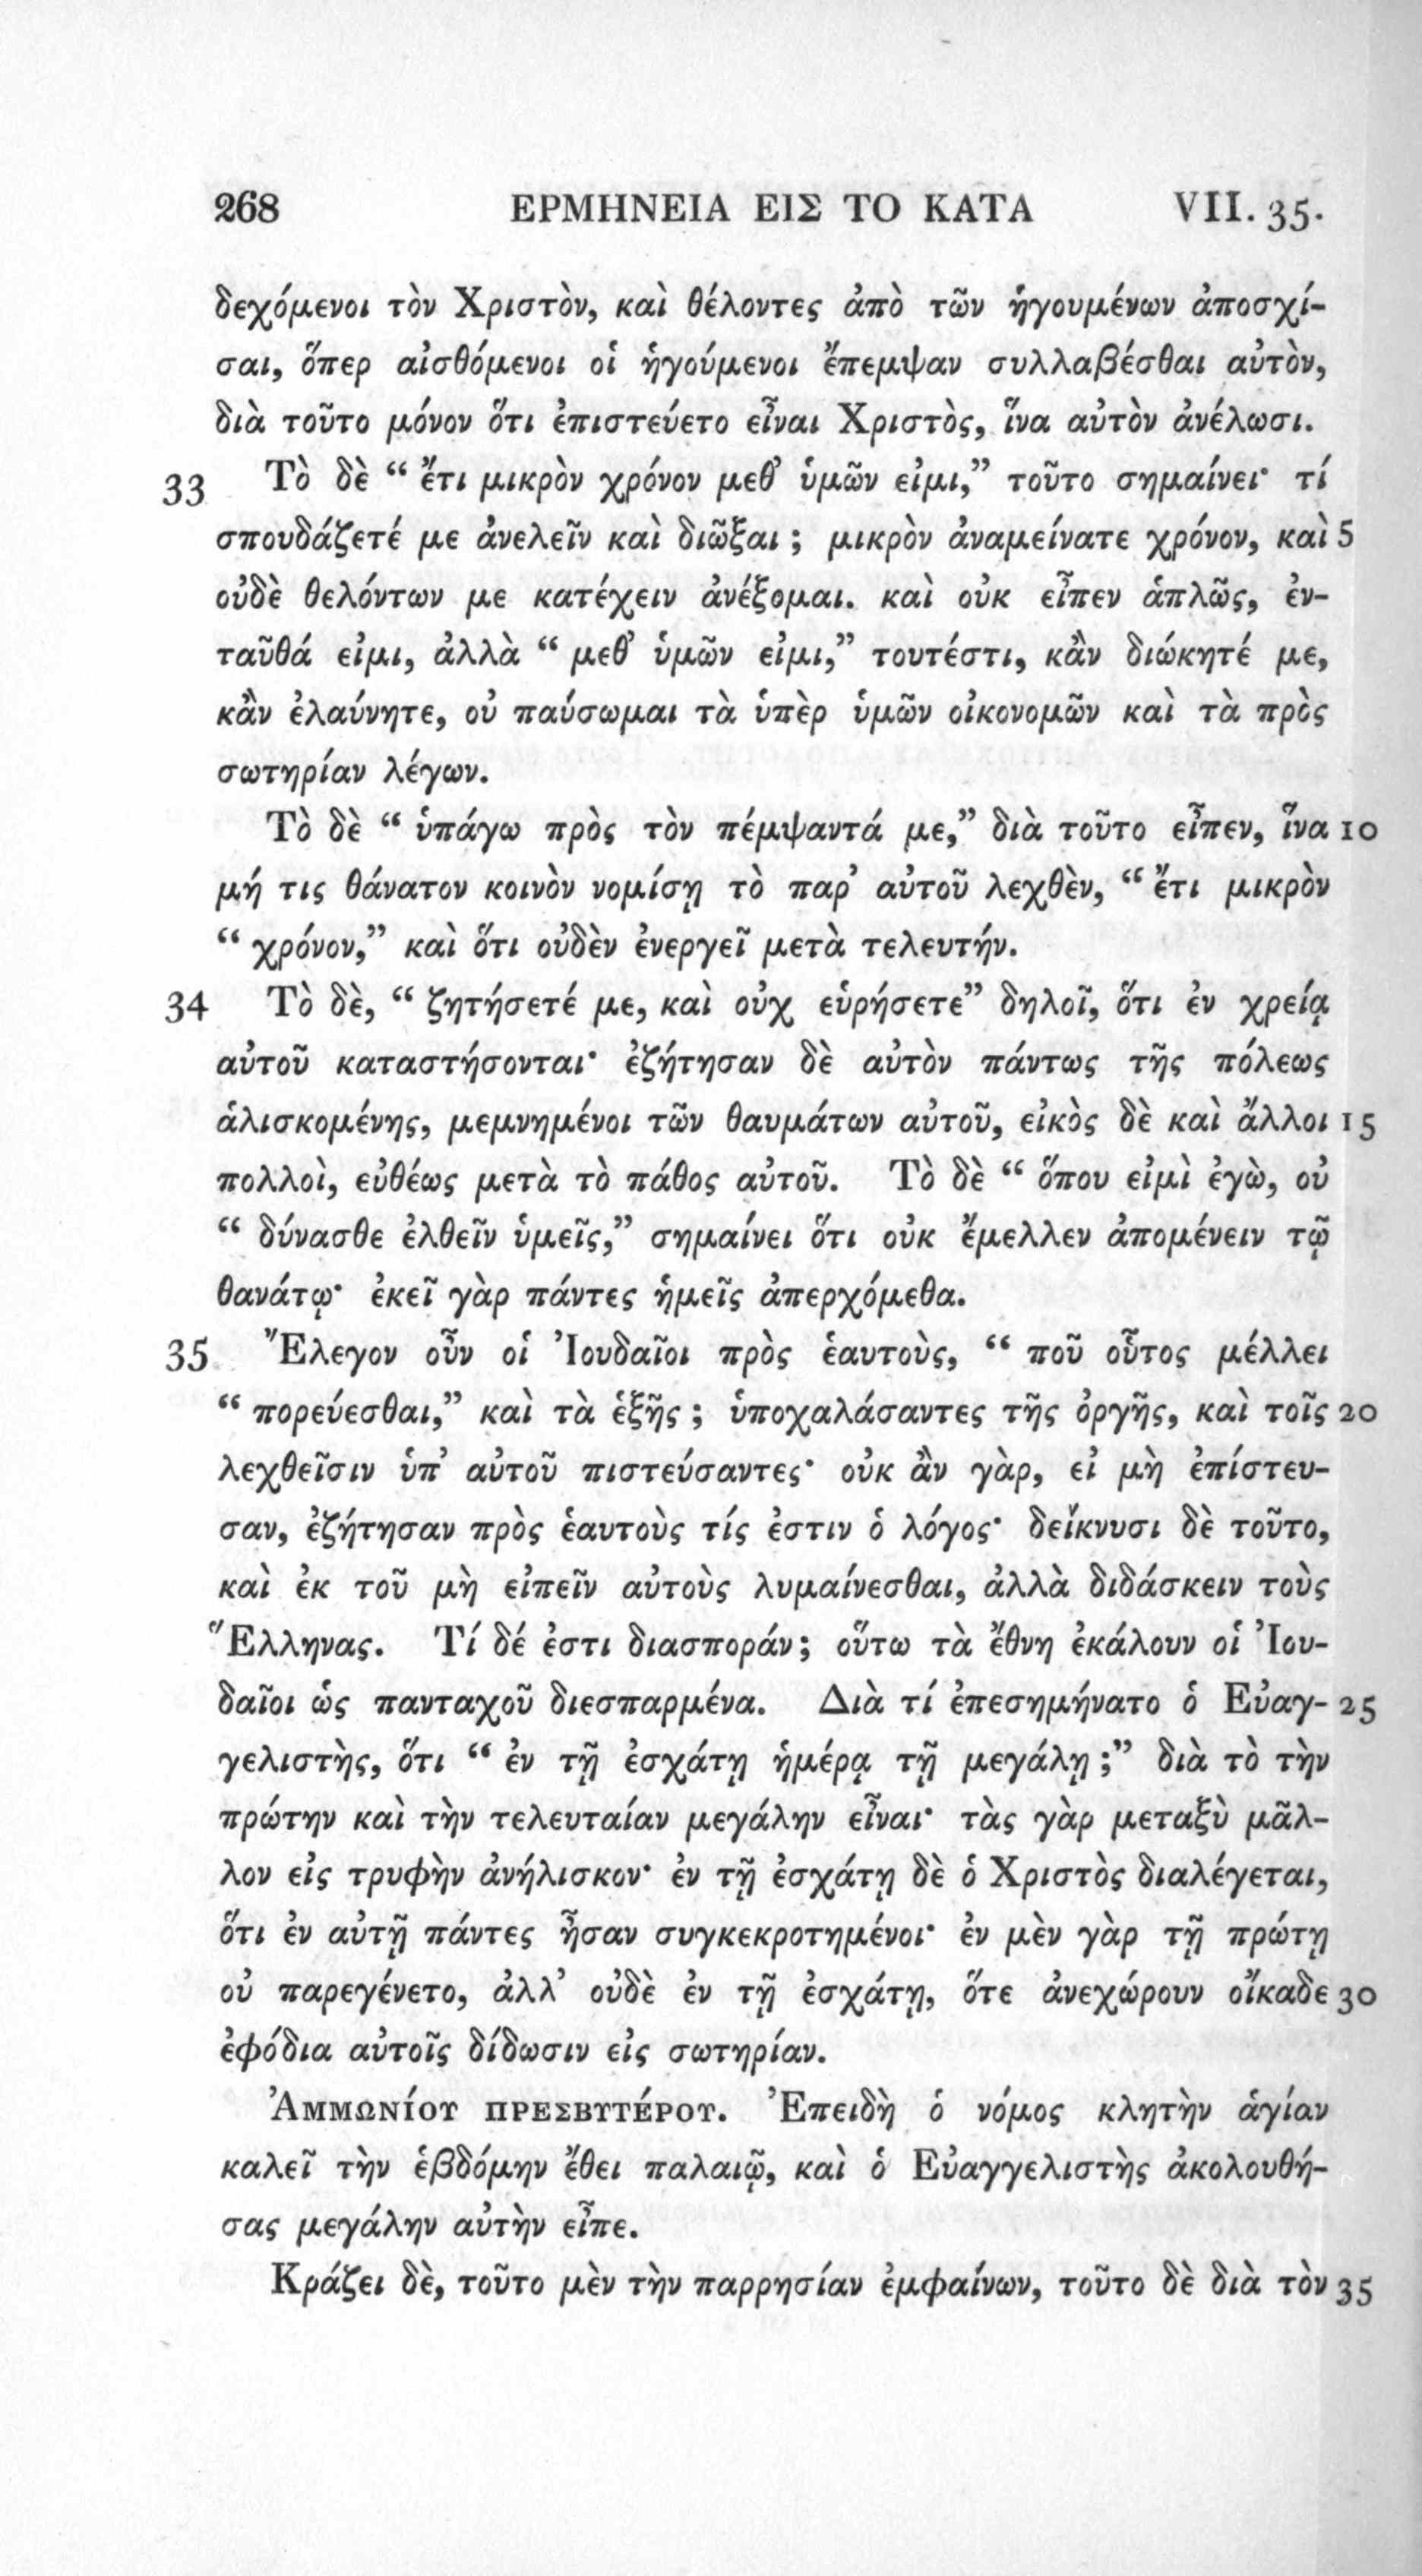 268 ΕΡΜΗΝΕΙΑ ΕΙΣ ΤΟ ΚΑΤΑ VII. 35.
δεχόμενοι τὸν Χριστὸν, καὶ θέλοντες ἀπὸ τῶν ἡγουμένων ἀποσχί-
σαι, ὅπερ αἰσθόμενοι οἱ ἡγούμενοι ἔπεμψαν συλλαβέσθαι αὐτὸν,
διὰ τοῦτο μόνον ὅτι ἐπιστεύετο εἶναι Χριστὸς, ἵνα αὐτὸν ἀνέλωσι.
33 Τὸ δὲ “ ἔτι μικρὸν χρόνον μεθ’ ὑμῶν εἰμι,” τοῦτο σημαίνει· τί
σπουδάζετέ με ἀνελεῖν καὶ διῶξαι ; μικρὸν ἀναμείνατε χρόνον, καὶ 5
οὐδὲ θελόντων με κατέχειν ἀνέξομαι. καὶ οὐκ εἶπεν ἁπλῶς, ἐν-
ταῦθά εἰμι, ἀλλὰ “ μεθ’ ὑμῶν εἰμι,” τουτέστι, κἂν διώκητέ με,
κἂν ἐλαύνητε, οὐ παύσωμαι τὰ ὑπὲρ ὑμῶν οἰκονομῶν καὶ τὰ πρὸς
σωτηρίαν λέγων.
Τὸ δὲ “ ὑπάγω πρὸς τὸν πέμψαντά με,” διὰ τοῦτο εἶπεν, ἵνα 10
μή τις θάνατον κοινὸν νομίσῃ τὸ παρ’ αὐτοῦ λεχθὲν, “ ἔτι μικρὸν
“ χρόνον,” καὶ ὅτι οὐδὲν ἐνεργεῖ μετὰ τελευτήν.
34 Τὸ δὲ, “ ζητήσετέ με, καὶ οὐχ εὑρήσετε” δηλοῖ, ὅτι ἐν χρείᾳ
αὐτοῦ καταστήσονται· ἐζήτησαν δὲ αὐτὸν πάντως τῆς πόλεως
ἁλισκομένης, μεμνημένοι τῶν θαυμάτων αὐτοῦ, εἰκὸς δὲ καὶ ἄλλοι 15
πολλοὶ, εὐθέως μετὰ τὸ πάθος αὐτοῦ. Τὸ δὲ “ ὅπου εἰμὶ ἐγὼ, οὐ
“ δύνασθε ἐλθεῖν ὑμεῖς,” σημαίνει ὅτι οὐκ ἔμελλεν ἀπομένειν τῷ
θανάτῳ· ἐκεῖ γὰρ πάντες ἡμεῖς ἀπερχόμεθα.
35 Ἔλεγον οὖν οἱ Ἰουδαῖοι πρὸς ἑαυτοὺς, “ ποῦ οὗτος μέλλει
“ πορεύεσθαι,” καὶ τὰ ἑξῆς ; ὑποχαλάσαντες τῆς ὀργῆς, καὶ τοῖς 20
λεχθεῖσιν ὑπ’ αὐτοῦ πιστεύσαντες· οὐκ ἂν γὰρ, εἰ μὴ ἐπίστευ-
σαν, ἐζήτησαν πρὸς ἑαυτοὺς τίς ἐστιν ὁ λόγος· δείκνυσι δὲ τοῦτο,
καὶ ἐκ τοῦ μὴ εἰπεῖν αὐτοὺς λυμαίνεσθαι, ἀλλὰ διδάσκειν τοὺς
Ἕλληνας. Τί δέ ἐστι διασποράν ; οὕτω τὰ ἔθνη ἐκάλουν οἱ Ἰου-
δαῖοι ὡς πανταχοῦ διεσπαρμένα. Διὰ τί ἐπεσημήνατο ὁ Εὐαγ- 25
γελιστὴς, ὅτι “ ἐν τῇ ἐσχάτῃ ἡμέρᾳ τῇ μεγάλῃ ;” διὰ τὸ τὴν
πρώτην καὶ τὴν τελευταίαν μεγάλην εἶναι· τὰς γὰρ μεταξὺ μᾶλ-
λον εἰς τρυφὴν ἀνήλισκον· ἐν τῇ ἐσχάτῃ δὲ ὁ Χριστὸς διαλέγεται,
ὅτι ἐν αὐτῇ πάντες ἦσαν συγκεκροτημένοι· ἐν μὲν γὰρ τῇ πρώτῃ
οὐ παρεγένετο, ἀλλ’ οὐδὲ ἐν τῇ ἐσχάτῃ, ὅτε ἀνεχώρουν οἴκαδε 30
ἐφόδια αὐτοῖς δίδωσιν εἰς σωτηρίαν.
Ἀμμωνίου πρεσβυτέρου. Ἐπειδὴ ὁ νόμος κλητὴν ἁγίαν
καλεῖ τὴν ἑβδόμην ἔθει παλαιῷ, καὶ ὁ Εὐαγγελιστὴς ἀκολουθή-
σας μεγάλην αὐτὴν εἶπε.
Κράζει δὲ, τοῦτο μὲν τὴν παρρησίαν ἐμφαίνων, τοῦτο δὲ διὰ τὸν 35